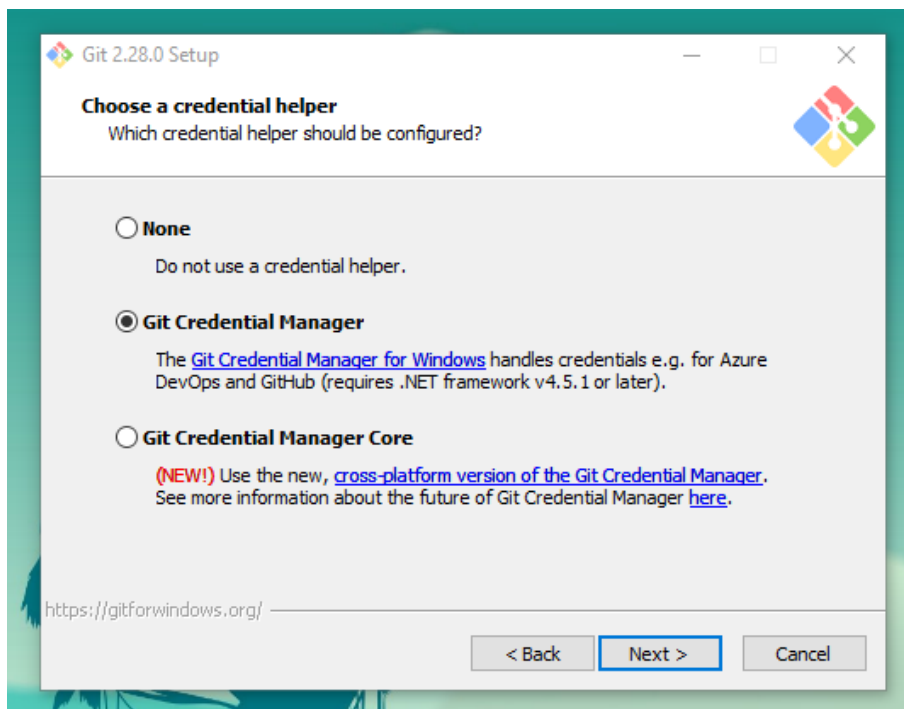 Git 2.28.0 Setup
Choose a credential helper
Which credential helper should be configured?
None
Do not use a credential helper.
Git Credential Manager
The Git Credential Manager for Windows handles credentials e.g. for Azure
DevOps and GitHub (requires .NET framework v4.5.1 or later).
Git Credential Manager Core
(NEW!) Use the new, cross-platform version of the Git Credential Manager.
See more information about the future of Git Credential Manager here.
https://gitforwindows.org/
< Back
Next >
Cancel